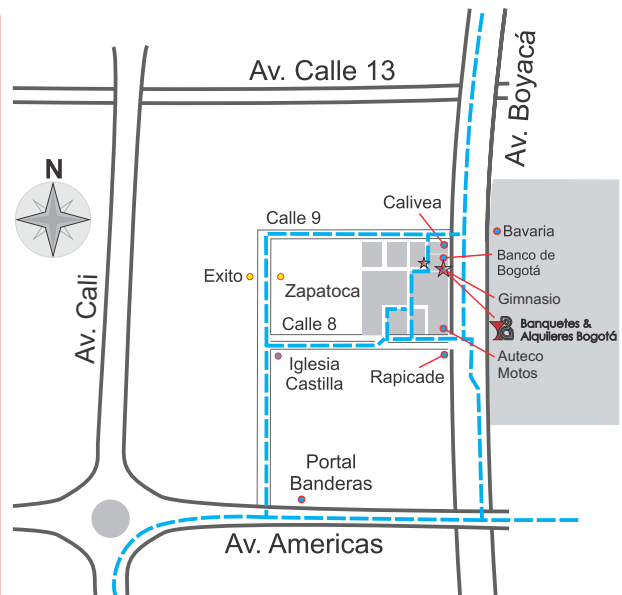 Av. Calle 13
Av. Boyacá
N
Calivea
Calle 9
Bavaria
Banco de
Bogotá
Exito
Zapatoca
Gimnasio
Av. Cali
Calle 8
Banquetes &
Alquileres Bogotá
Iglesia
Castilla
Rapicade
Auteco
Motos
Portal
Banderas
Av. Americas